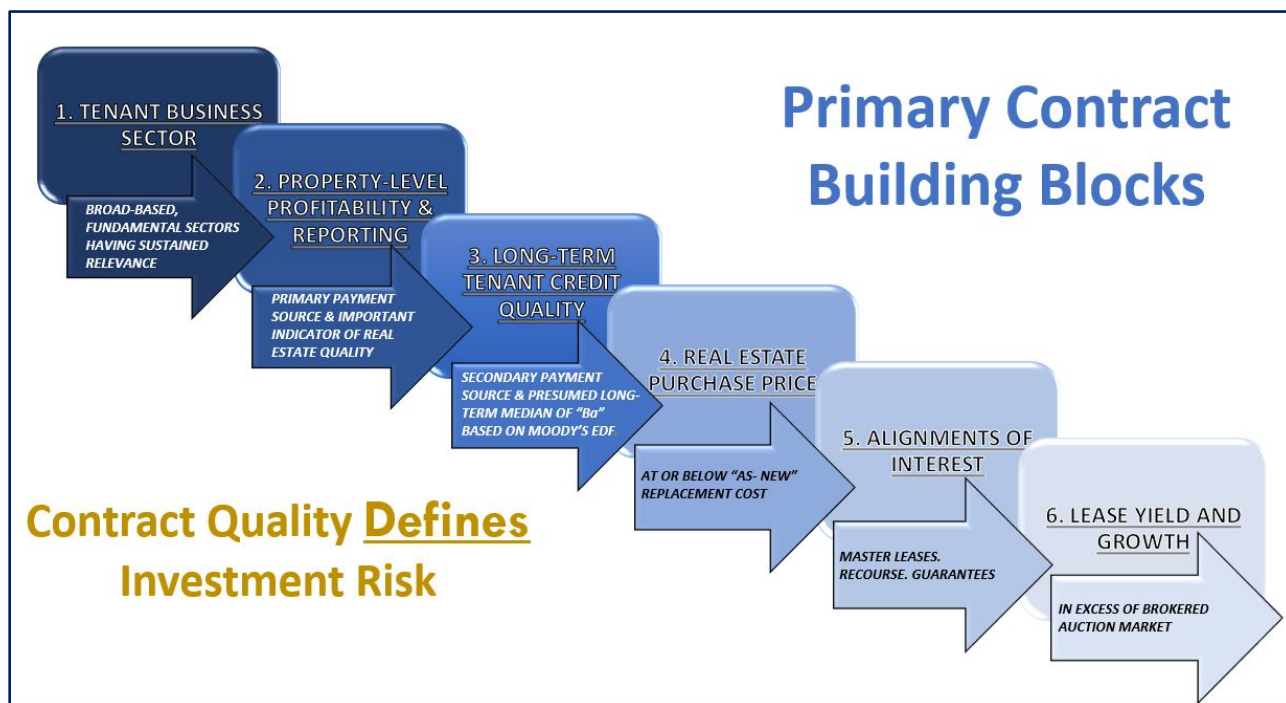 Primary Contract
Building Blocks
1. TENANT BUSINESS
SECTOR
BROAD-BASED,
FUNDAMENTAL SECTORS
HAVING SUSTAINED
RELEVANCE
2. PROPERTY-LEVEL
PROFITABILITY &
REPORTING
PRIMARY PAYMENT
SOURCE & IMPORTANT
INDICATOR OF REAL
ESTATE QUALITY
3. LONG-TERM
TENANT CREDIT
QUALITY
SECONDARY PAYMENT
SOURCE & PRESUMED LONG-
TERM MEDIAN OF “Ba”
BASED ON MOODY’S EDF.
4. REAL ESTATE
PURCHASE PRICE
AT OR BELOW “AS- NEW”
REPLACEMENT COST
5. ALIGNMENTS OF
INTEREST
MASTER LEASES.
RECOURSE. GUARANTEES
6. LEASE YIELD AND
GROWTH
IN EXCESS OF BROKERED
AUCTION MARKET
Contract Quality Defines
Investment Risk